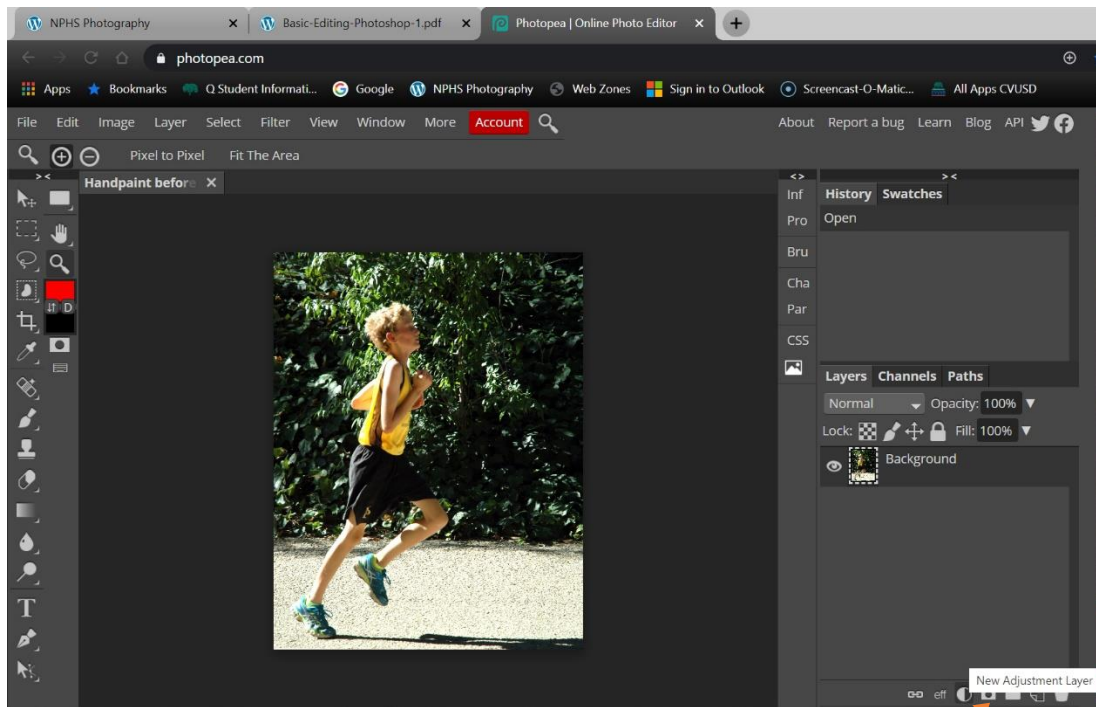 NPHS Photography × Basic-Editing-Photoshop-1.pdf × Photopea | Online Photo Editor × +
photopea.com
Apps Bookmarks Q Student Informati... Google NPHS Photography Web Zones Sign in to Outlook Screencast-O-Matic... All Apps CVUSD
File Edit Image Layer Select Filter View Window More Account About Report a bug Learn Blog API
Pixel to Pixel Fit The Area
Handpaint before ×
D
T
Inf
Pro
Bru
Cha
Par
CSS
History Swatches
Open
Layers Channels Paths
Normal Opacity: 100%
Lock: Fill: 100%
Background
New Adjustment Layer
eff